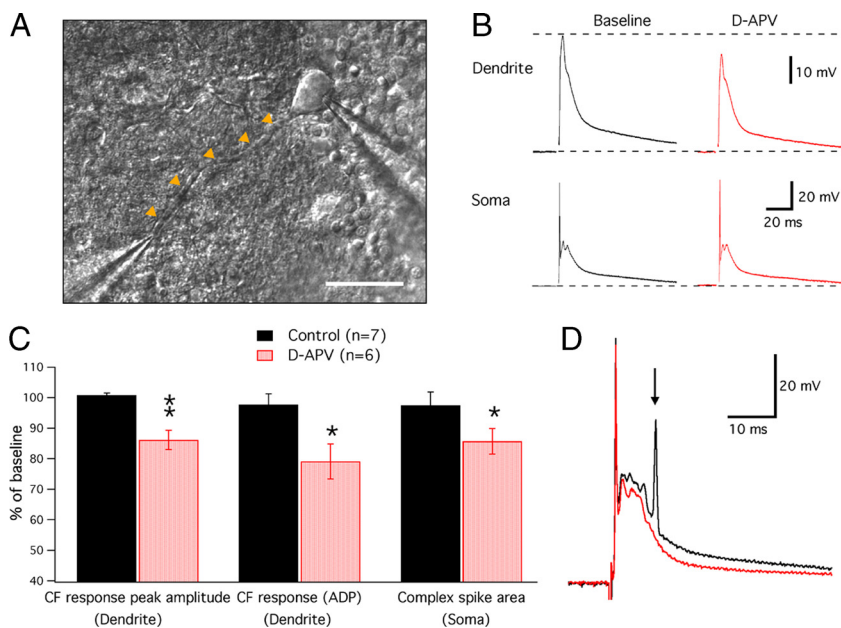 A
B
Baseline
D-APV
Dendrite
10 mV
Soma
20 mV
20 ms
C
Control (n=7)
D-APV (n=6)
110
100
90
80
70
60
50
40
% of baseline
*
*
*
*
CF response peak amplitude
(Dendrite)
CF response (ADP)
(Dendrite)
Complex spike area
(Soma)
D
20 mV
10 ms